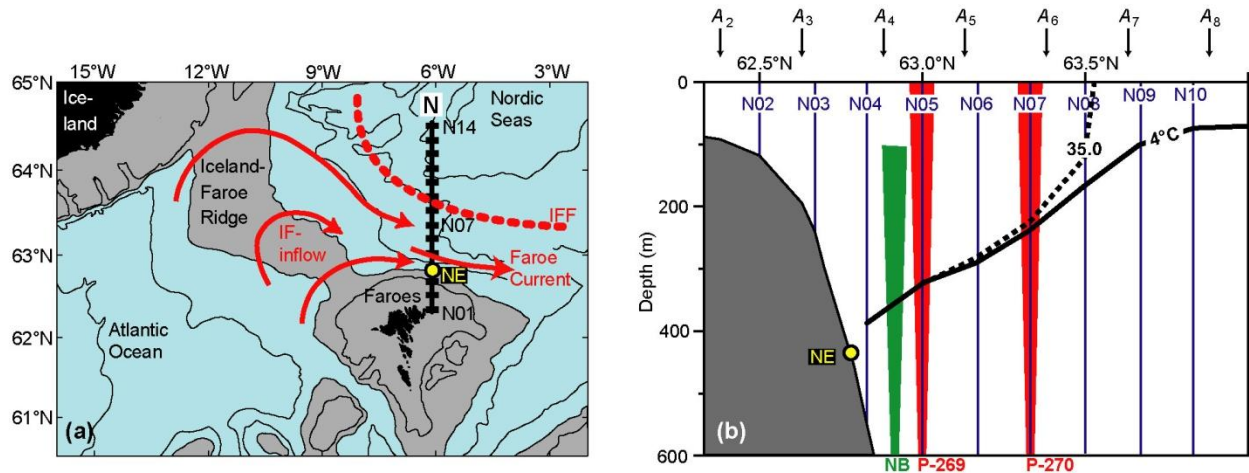 15°W 12°W 9°W 6°W 3°W
65°N
64°N
63°N
62°N
61°N
Ice-
land
N
Nordic
Seas
N14
Iceland-
Faroe
Ridge
IFF
N07
IF-
inflow
Faroe
Current
NE
Faroes
N01
Atlantic
Ocean
(a)
A2 A3 A4 A5 A6 A7 A8
62.5°N 63.0°N 63.5°N
0
200
400
600
Depth (m)
N02 N03 N04 N05 N06 N07 N08 N09 N10
4°C
35.0
NE
(b)
NB P-269 P-270